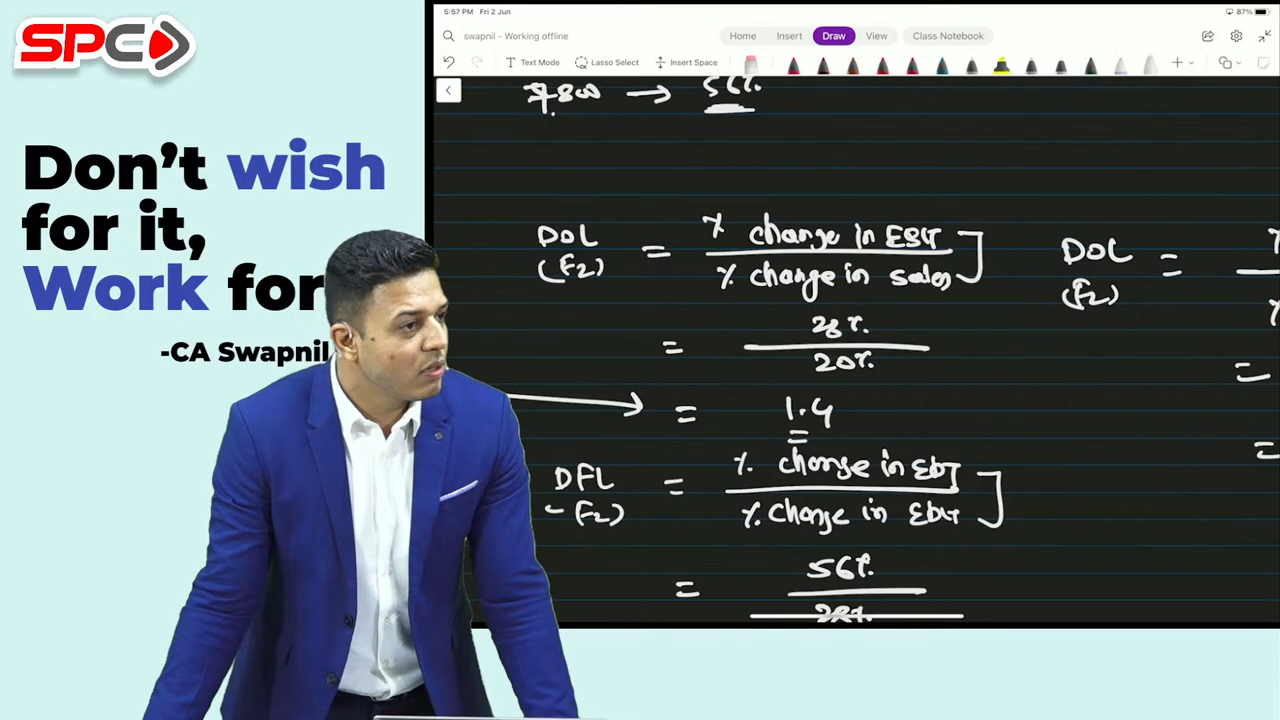 SPC
Don't wish
for it,
Work for
-CA Swapnil
5:57 PM Fri 2 Jun
87%
swapnil - Working offline
Home Insert Draw View Class Notebook
Text Mode Lasso Select Insert Space
7800 → 56%
DOL (F2) = % change in EBIT / % change in sales
DOL (F2) =
= 28% / 20%
=
= 1.4
=
DFL - (F2) = % change in EBT / % change in EBIT
= 56% / 28%